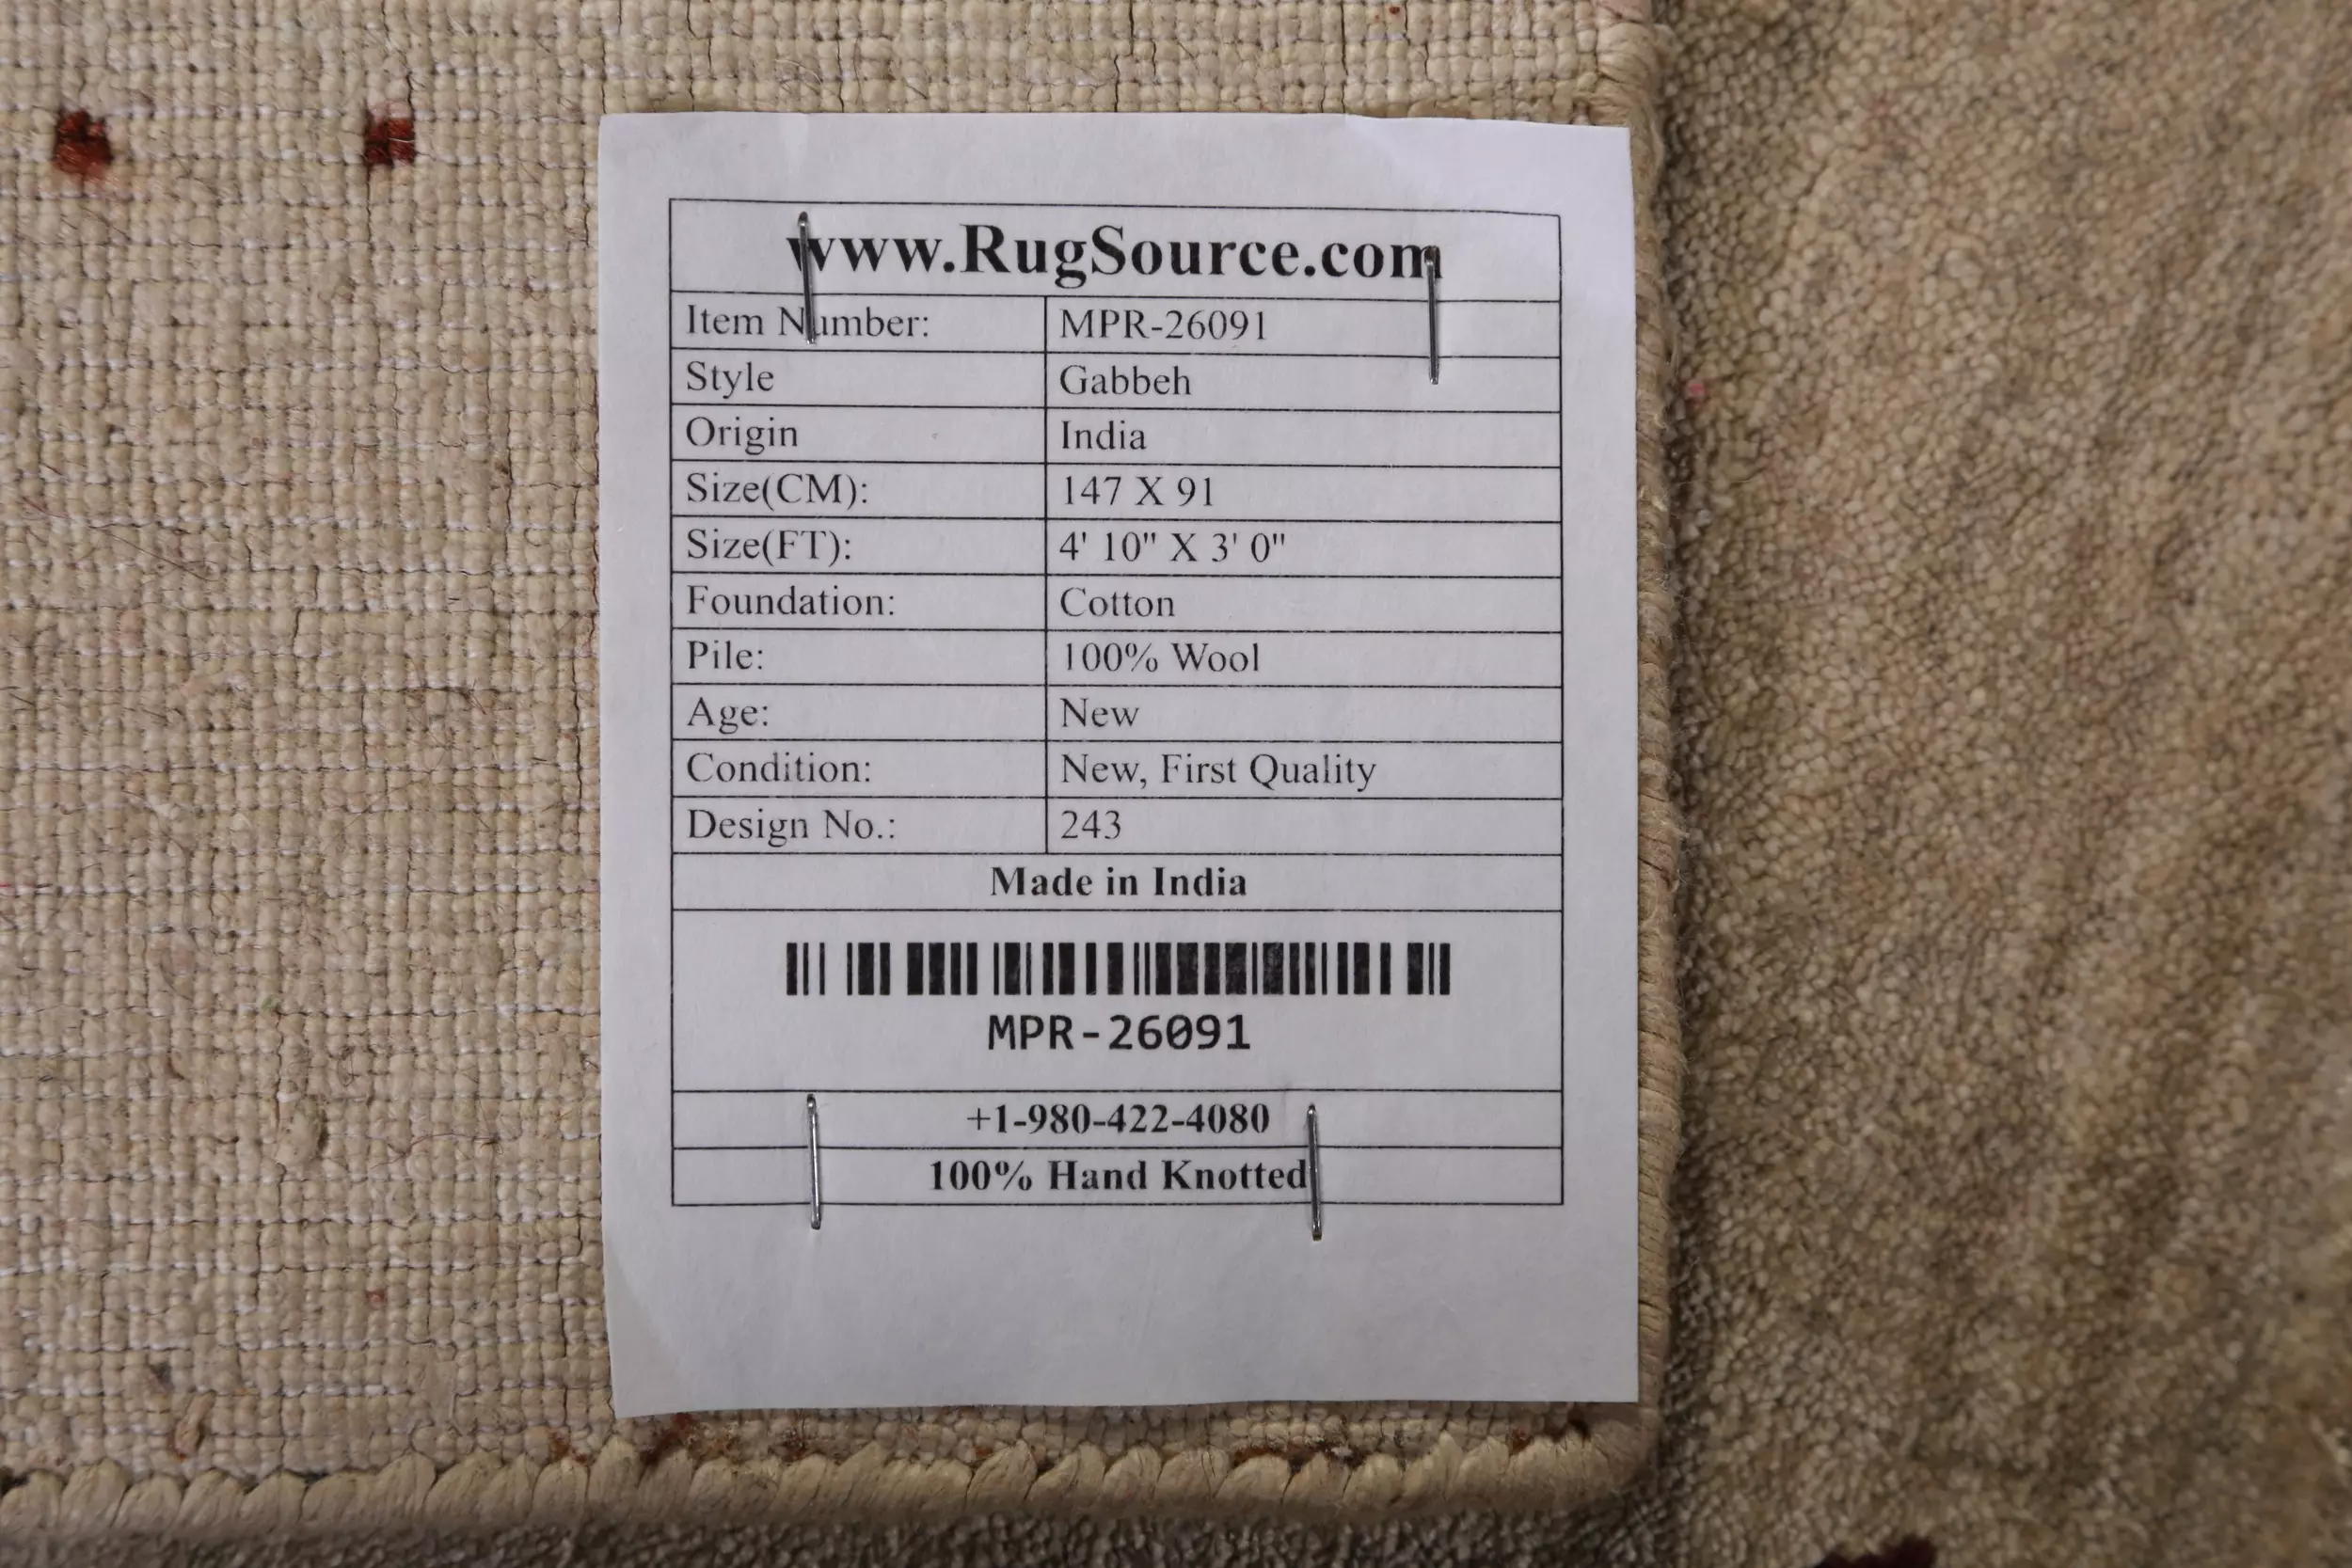 www.RugSource.com
Item Number: MPR-26091
Style Gabbeh
Origin India
Size(CM): 147 X 91
Size(FT): 4' 10" X 3' 0"
Foundation: Cotton
Pile: 100% Wool
Age: New
Condition: New, First Quality
Design No.: 243
Made in India
MPR-26091
+1-980-422-4080
100% Hand Knotted